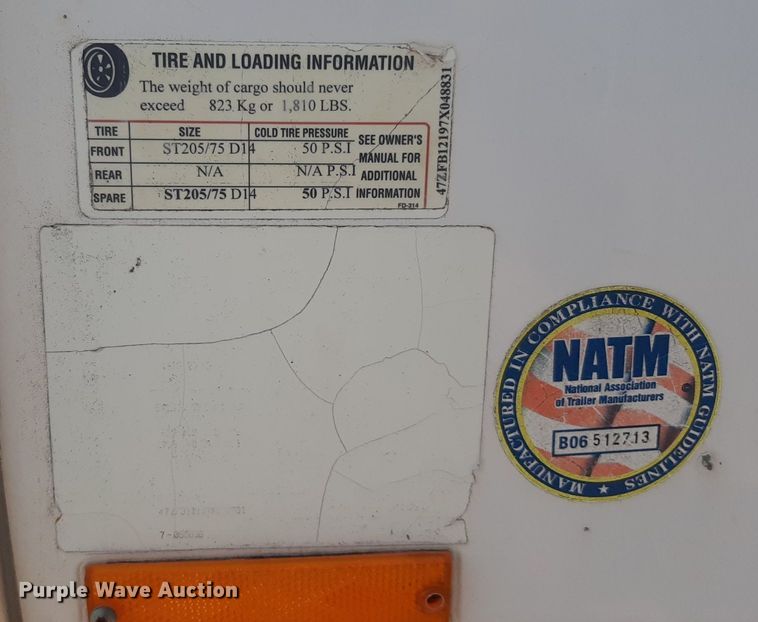 TIRE AND LOADING INFORMATION
The weight of cargo should never
exceed 823 Kg or 1,810 LBS.
TIRE SIZE COLD TIRE PRESSURE
FRONT ST205/75 D14 50 P.S.I
REAR N/A N/A P.S.I
SPARE ST205/75 D14 50 P.S.I
SEE OWNER'S
MANUAL FOR
ADDITIONAL
INFORMATION
FD-314
47ZFB12197X048831
MANUFACTURED IN COMPLIANCE WITH NATM GUIDELINES
NATM
National Association
of Trailer Manufacturers
B06 512713
Purple Wave Auction